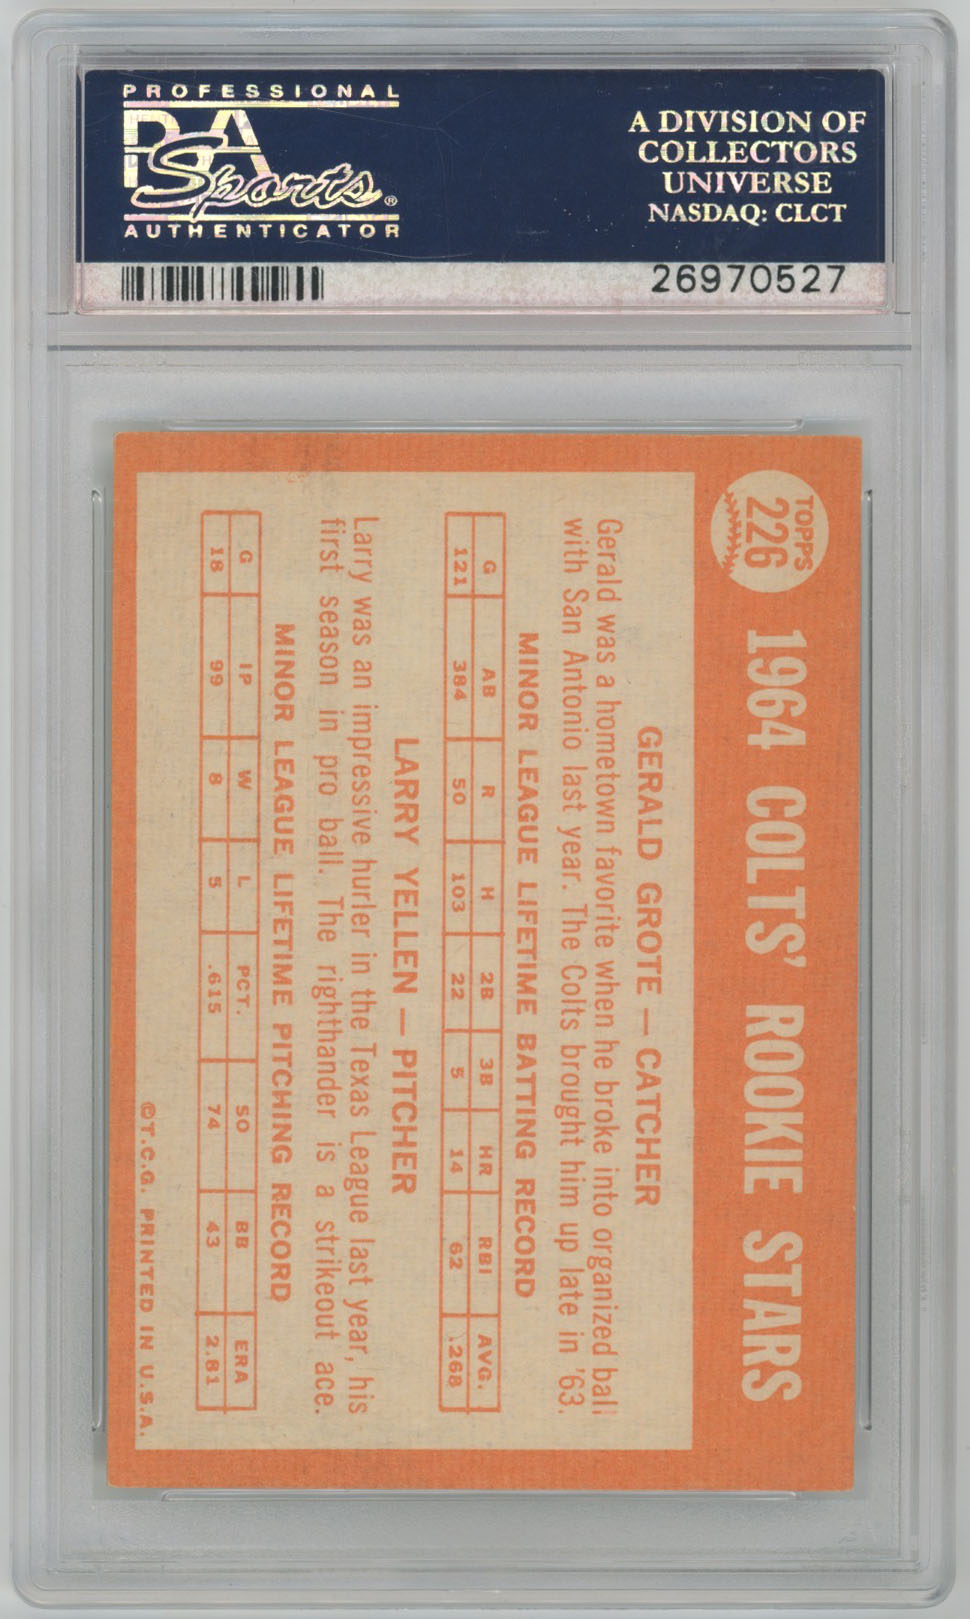 PROFESSIONAL
PSA
Sports®
AUTHENTICATOR
A DIVISION OF
COLLECTORS
UNIVERSE
NASDAQ: CLCT
26970527
TOPPS
226
1964 COLTS' ROOKIE STARS
GERALD GROTE — CATCHER
Gerald was a hometown favorite when he broke into organized ball
with San Antonio last year. The Colts brought him up late in '63.
MINOR LEAGUE LIFETIME BATTING RECORD
G AB R H 2B 3B HR RBI AVG.
121 384 50 103 22 5 14 62 .268
LARRY YELLEN — PITCHER
Larry was an impressive hurler in the Texas League last year, his
first season in pro ball. The righthander is a strikeout ace.
MINOR LEAGUE LIFETIME PITCHING RECORD
G IP W L PCT. SO BB ERA
18 99 8 5 .615 74 43 2.81
©T.C.G. PRINTED IN U.S.A.